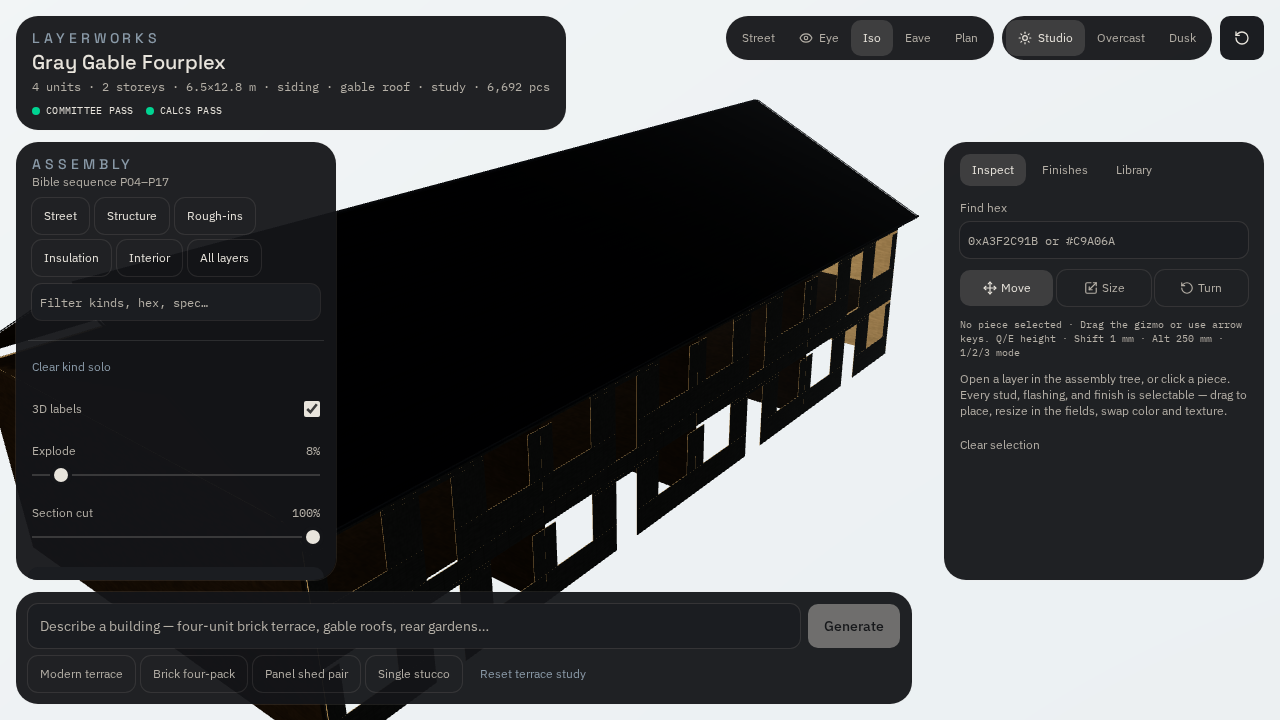 LAYERWORKS
Gray Gable Fourplex
4 units · 2 storeys · 6.5×12.8 m · siding · gable roof · study · 6,692 pcs
COMMITTEE PASS CALCS PASS
Street Eye Iso Eave Plan
Studio Overcast Dusk
ASSEMBLY
Bible sequence P04–P17
Street Structure Rough-ins
Insulation Interior All layers
Filter kinds, hex, spec…
Clear kind solo
3D labels
Explode 8%
Section cut 100%
Inspect Finishes Library
Find hex
0xA3F2C91B or #C9A06A
Move Size Turn
No piece selected · Drag the gizmo or use arrow
keys. Q/E height · Shift 1 mm · Alt 250 mm ·
1/2/3 mode
Open a layer in the assembly tree, or click a piece.
Every stud, flashing, and finish is selectable — drag to
place, resize in the fields, swap color and texture.
Clear selection
Describe a building — four-unit brick terrace, gable roofs, rear gardens…
Generate
Modern terrace Brick four-pack Panel shed pair Single stucco Reset terrace study